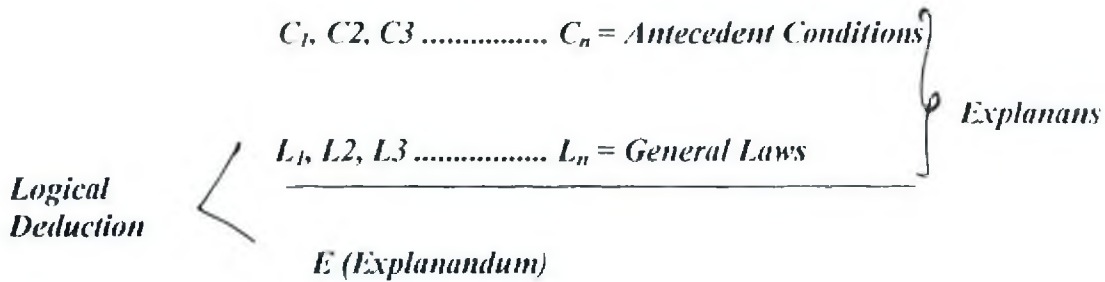 C₁, C2, C3 ................ Cₙ = Antecedent Conditions
Explanans
L₁, L2, L3 ................. Lₙ = General Laws
Logical
Deduction
E (Explanandum)